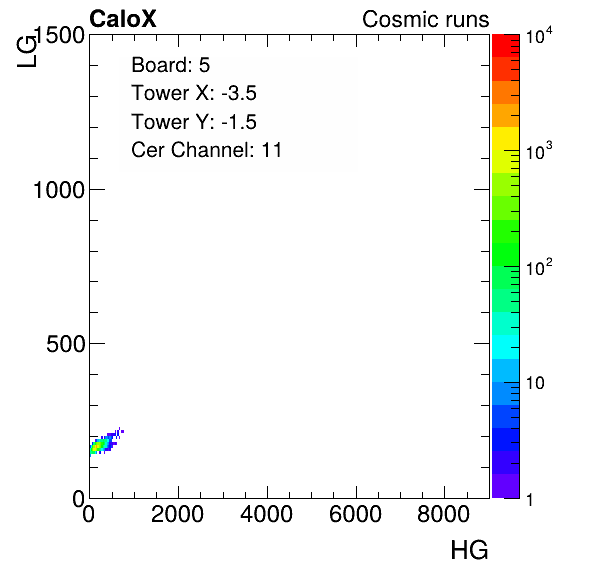 CaloX Cosmic runs
LG
1500
1000
500
0
Board: 5
Tower X: -3.5
Tower Y: -1.5
Cer Channel: 11
10^4
10^3
10^2
10
1
0 2000 4000 6000 8000
HG